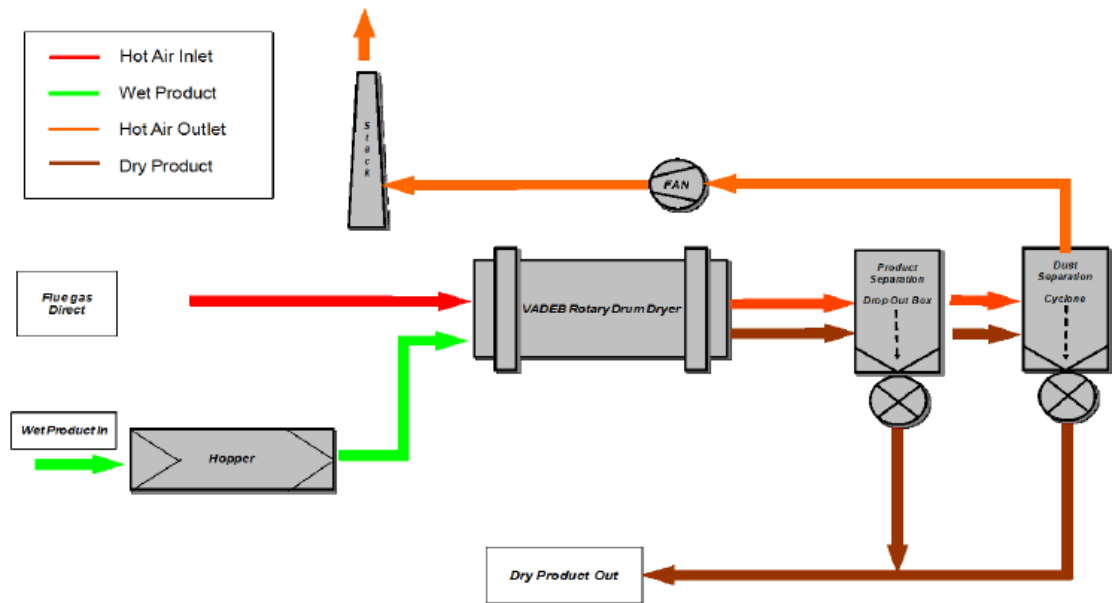 Hot Air Inlet
Wet Product
Hot Air Outlet
Dry Product
Stack
FAN
Flue gas
Direct
VADEB Rotary Drum Dryer
Product
Separation
Drop Out Box
Dust
Separation
Cyclone
Wet Product In
Hopper
Dry Product Out